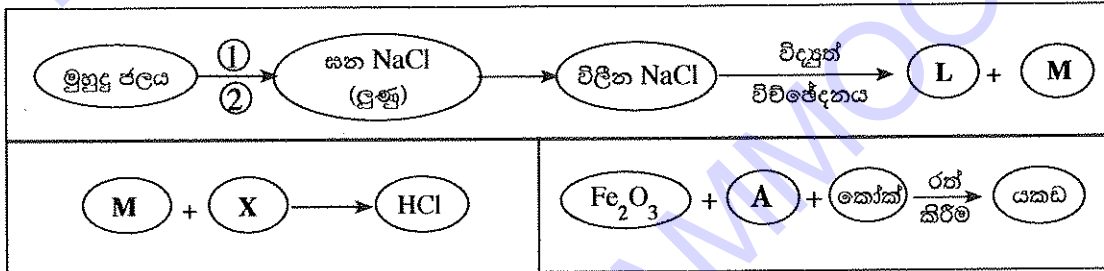 මුහුදු ජලය ① ② ඝන NaCl (ලුණු) විලීන NaCl විද්‍යුත් විච්ඡේදනය L + M
M + X HCl
Fe₂O₃ + A + කෝක් රත් කිරීම යකඩ